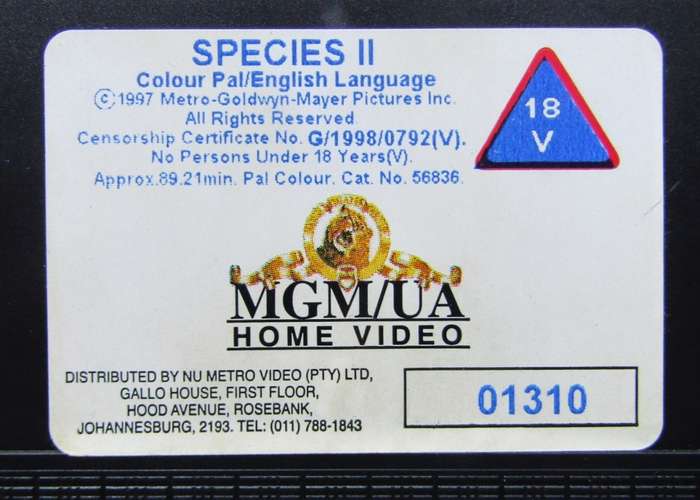 SPECIES II
Colour Pal/English Language
©1997 Metro-Goldwyn-Mayer Pictures Inc.
All Rights Reserved
Censorship Certificate No. G/1998/0792(V).
No Persons Under 18 Years(V).
Approx.89.21min. Pal Colour. Cat. No. 56836.
18
V
MGM/UA
HOME VIDEO
DISTRIBUTED BY NU METRO VIDEO (PTY) LTD,
GALLO HOUSE, FIRST FLOOR,
HOOD AVENUE, ROSEBANK,
JOHANNESBURG, 2193. TEL: (011) 788-1843
01310